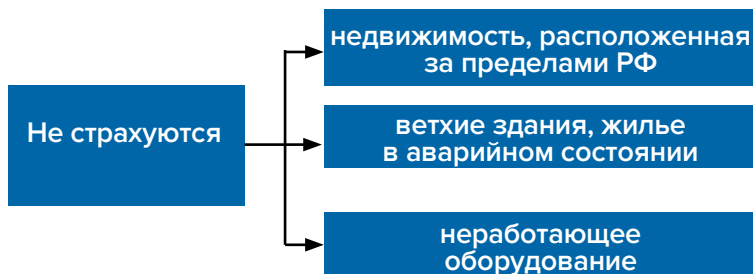 Не страхуются
недвижимость, расположенная
за пределами РФ
ветхие здания, жилье
в аварийном состоянии
неработающее
оборудование